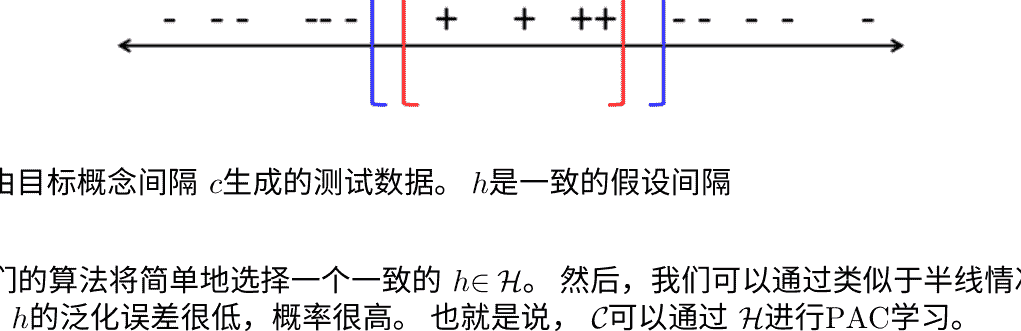 - -- -- - + + ++ -- - - -
由目标概念间隔 c生成的测试数据。 h是一致的假设间隔
们的算法将简单地选择一个一致的 h∈ ℋ。 然后，我们可以通过类似于半线情况
h的泛化误差很低，概率很高。 也就是说， 𝒞可以通过 ℋ进行PAC学习。